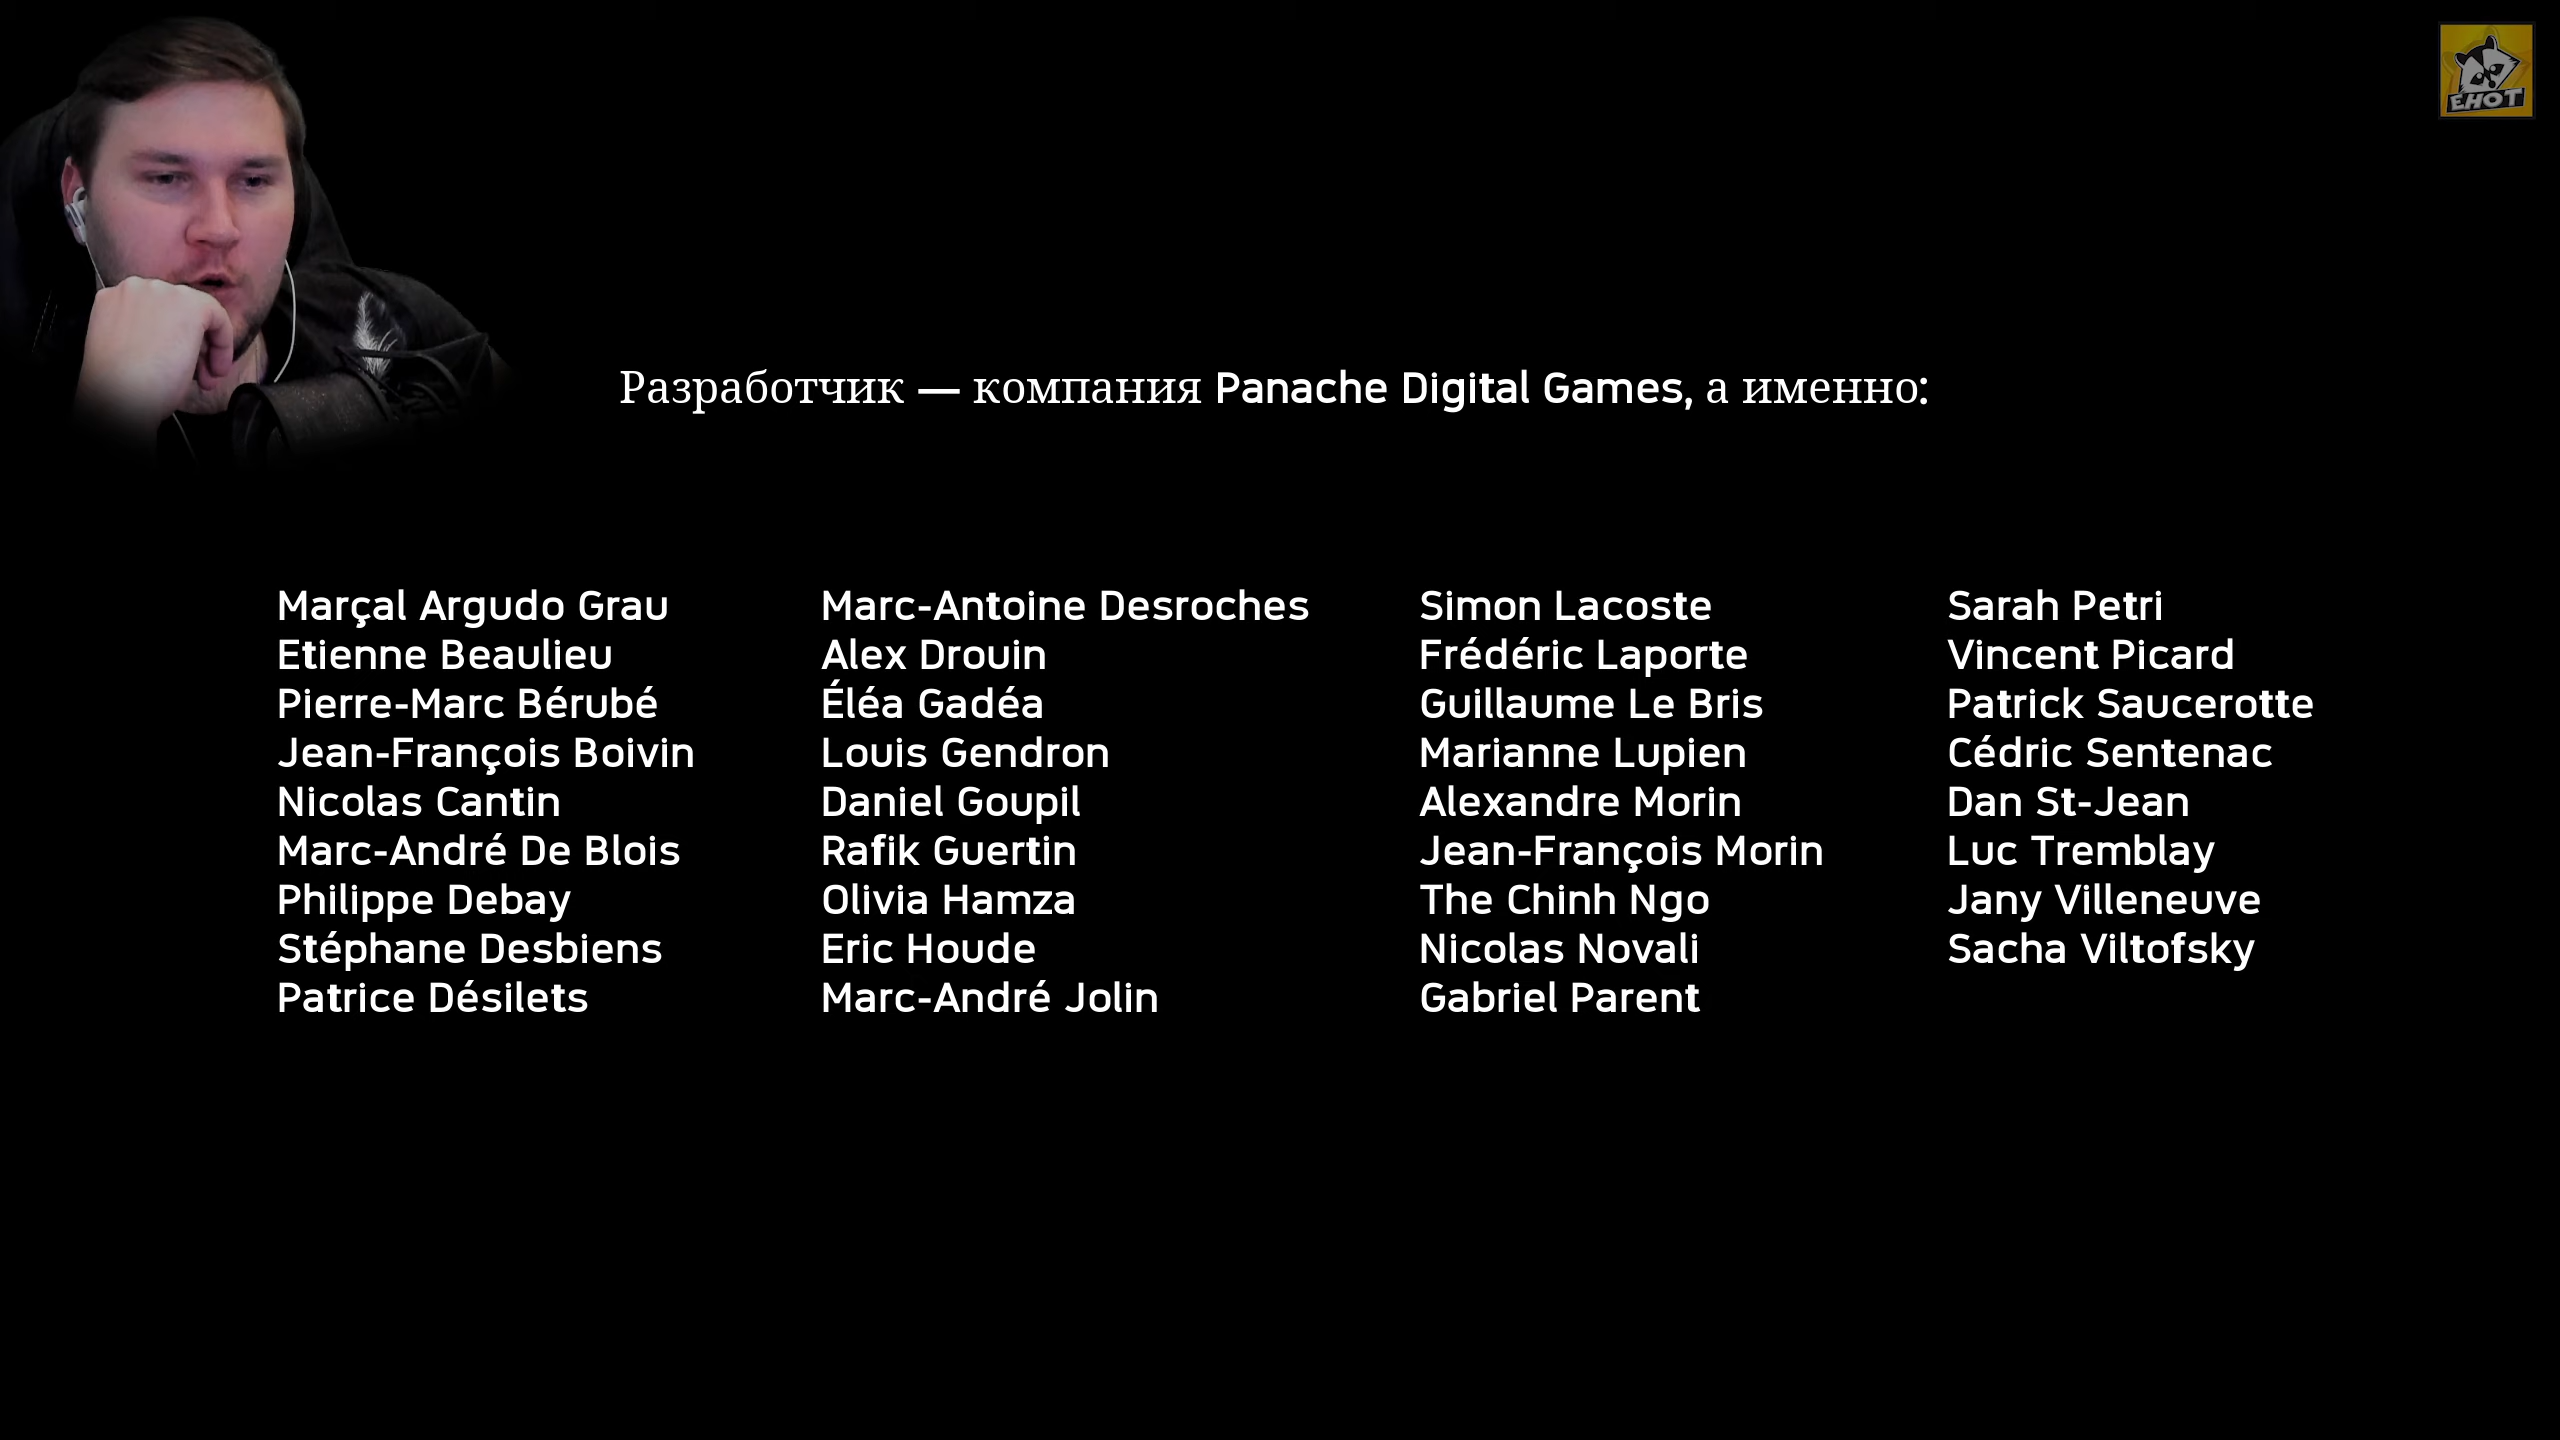 ЕНОТ
Разработчик — компания Panache Digital Games, а именно:
Marçal Argudo Grau
Etienne Beaulieu
Pierre-Marc Bérubé
Jean-François Boivin
Nicolas Cantin
Marc-André De Blois
Philippe Debay
Stéphane Desbiens
Patrice Désilets
Marc-Antoine Desroches
Alex Drouin
Éléa Gadéa
Louis Gendron
Daniel Goupil
Rafik Guertin
Olivia Hamza
Eric Houde
Marc-André Jolin
Simon Lacoste
Frédéric Laporte
Guillaume Le Bris
Marianne Lupien
Alexandre Morin
Jean-François Morin
The Chinh Ngo
Nicolas Novali
Gabriel Parent
Sarah Petri
Vincent Picard
Patrick Saucerotte
Cédric Sentenac
Dan St-Jean
Luc Tremblay
Jany Villeneuve
Sacha Viltofsky